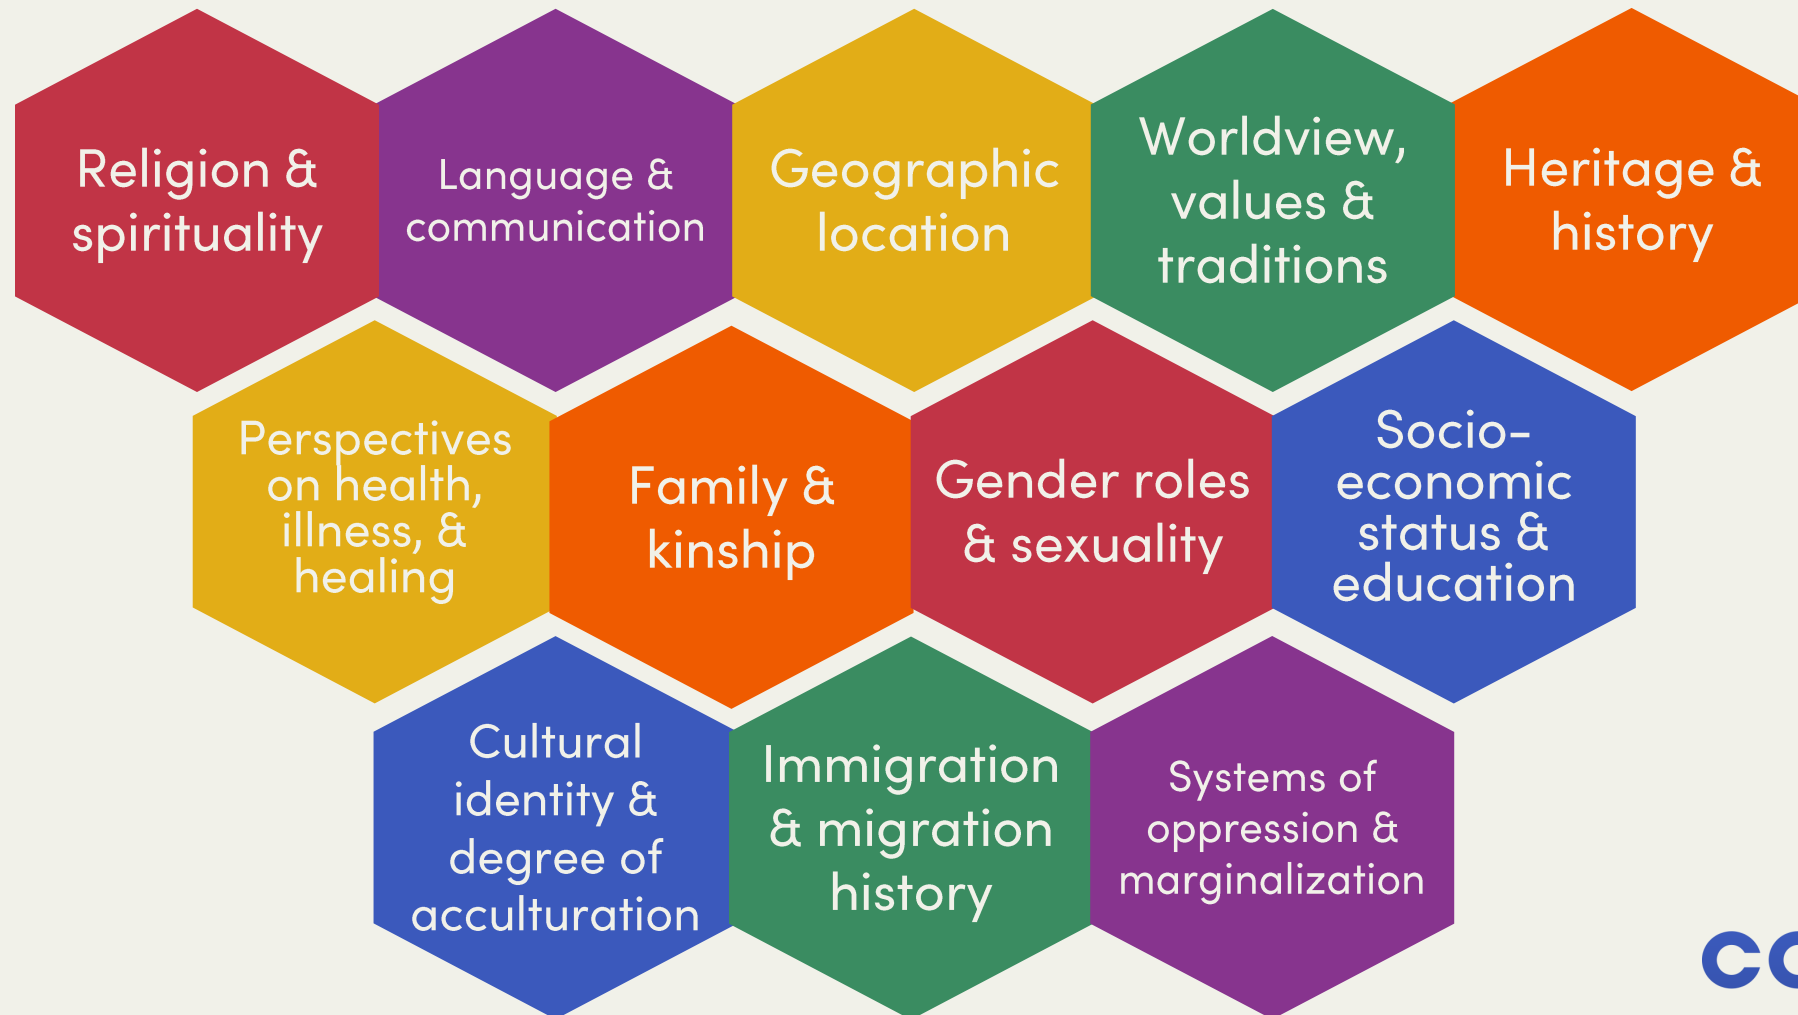 Religion &
spirituality
Language &
communication
Geographic
location
Worldview,
values &
traditions
Heritage &
history
Perspectives
on health,
illness, &
healing
Family &
kinship
Gender roles
& sexuality
Socio-
economic
status &
education
Cultural
identity &
degree of
acculturation
Immigration
& migration
history
Systems of
oppression &
marginalization